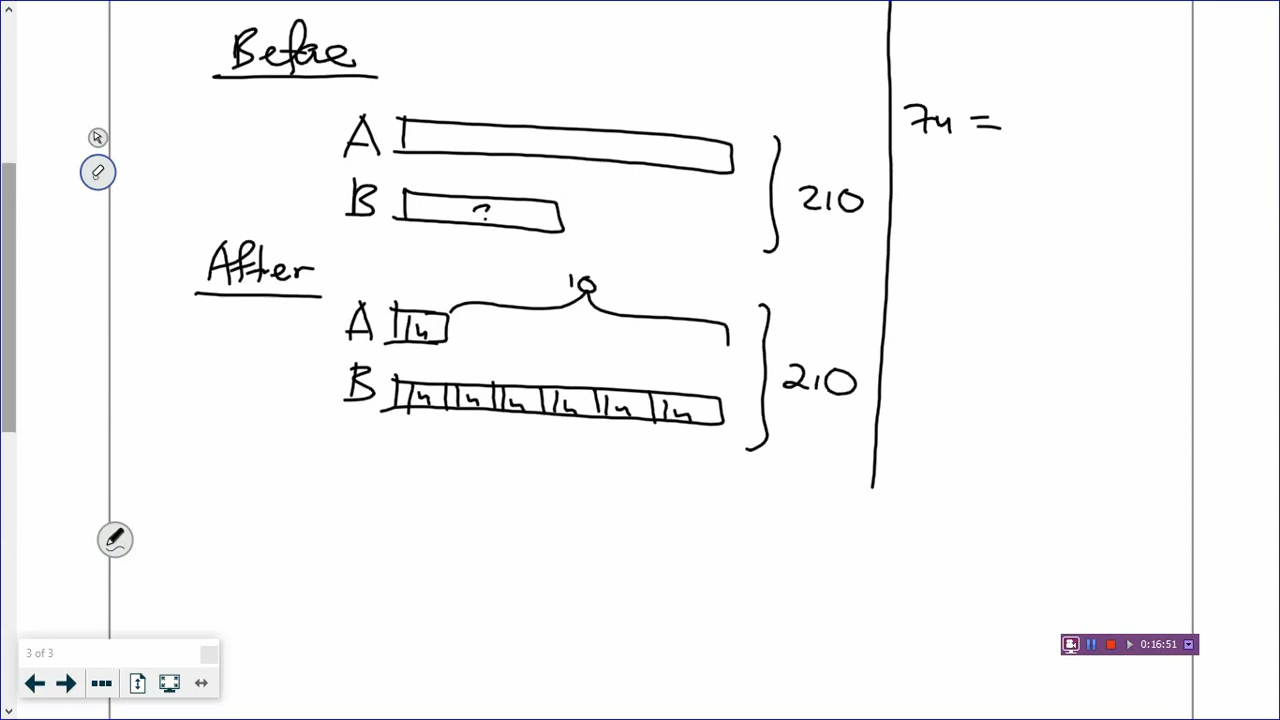 Before
A
B ?
210
7u =
After
10
A 1u
B 1u 1u 1u 1u 1u 1u
210
3 of 3
0:16:51